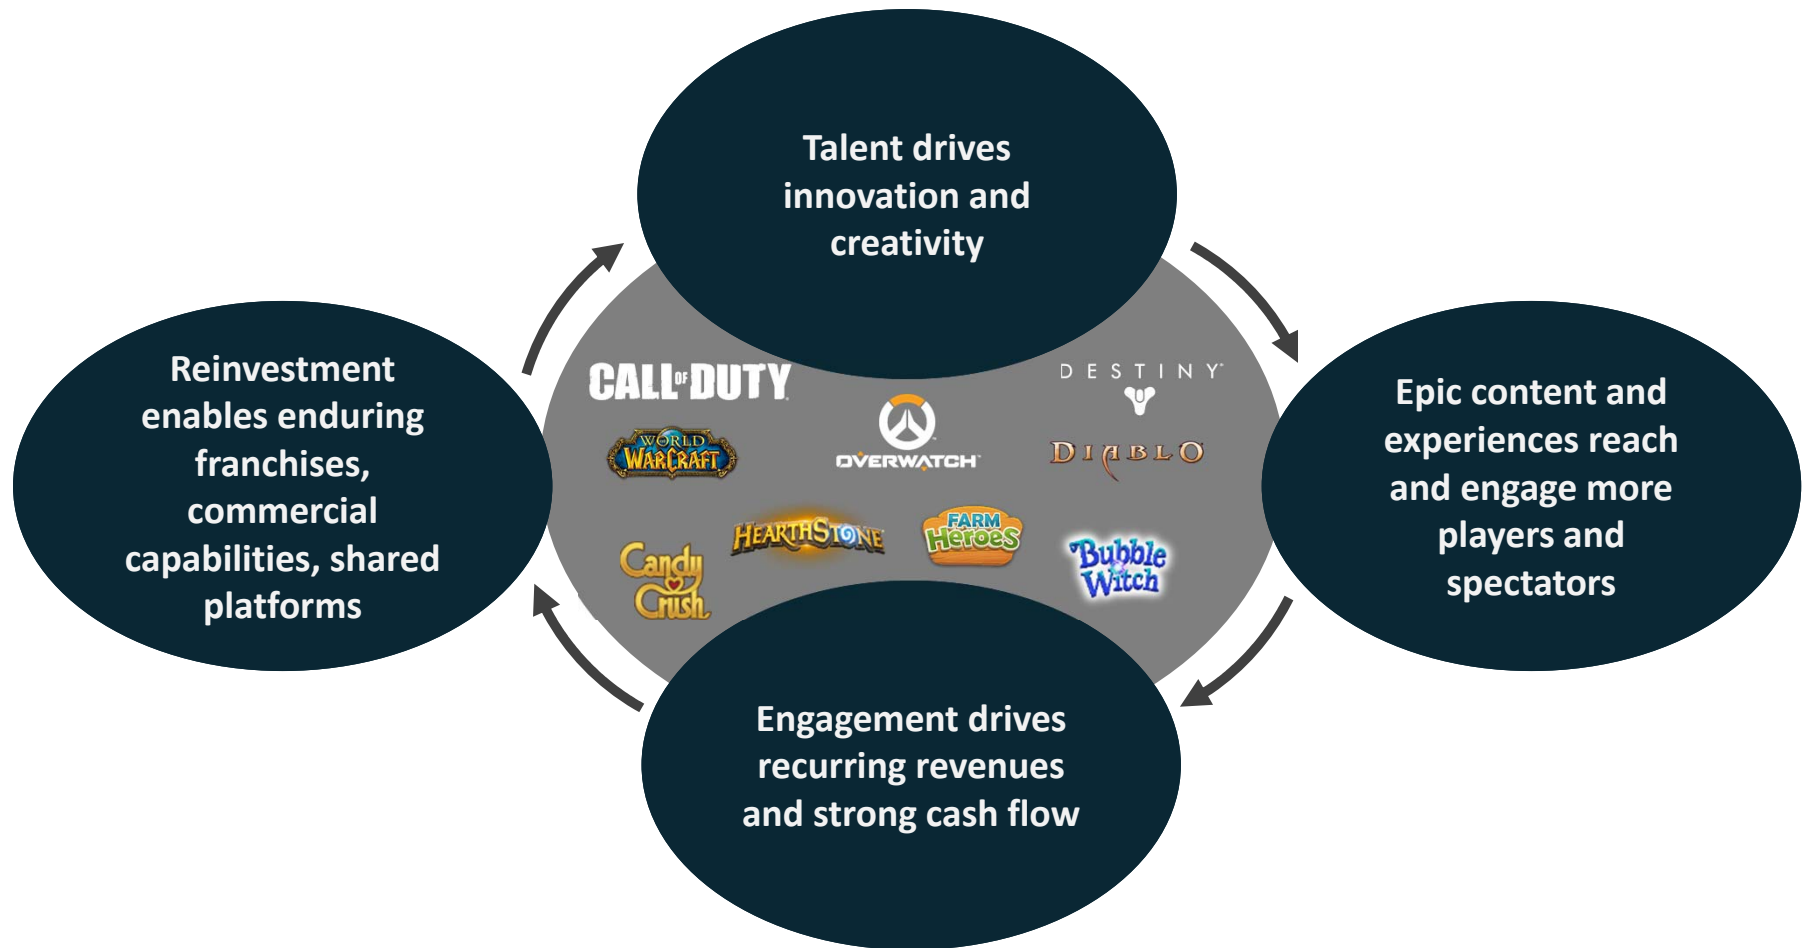 Talent drives
innovation and
creativity
Epic content and
experiences reach
and engage more
players and
spectators
Engagement drives
recurring revenues
and strong cash flow
Reinvestment
enables enduring
franchises,
commercial
capabilities, shared
platforms
CALL OF DUTY
DESTINY
WORLD
WARCRAFT
OVERWATCH
DIABLO
HEARTHSTONE
FARM
HeRoeS
Candy
Crush
Bubble
Witch